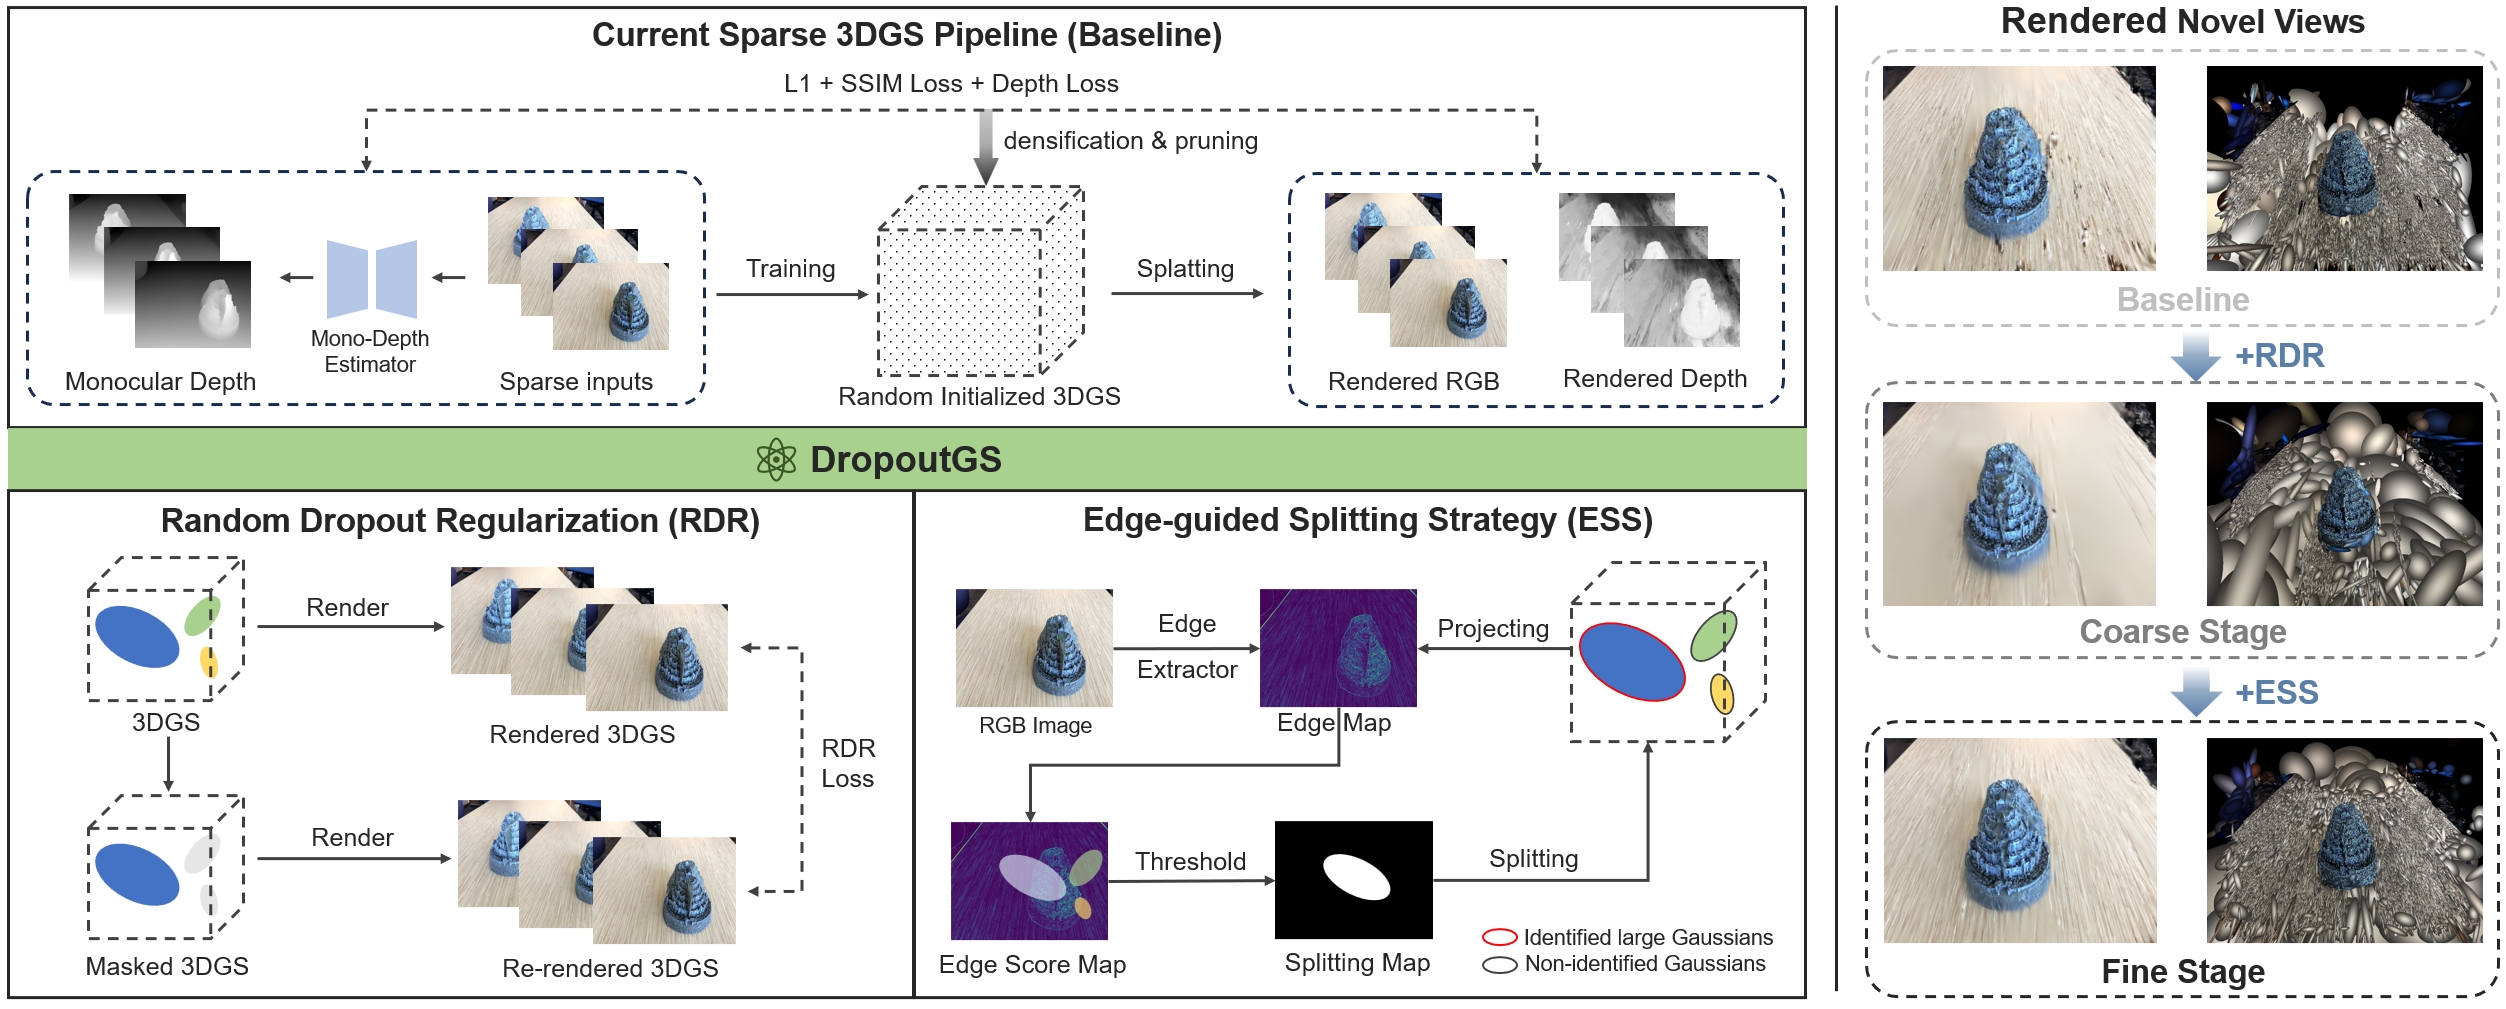 Current Sparse 3DGS Pipeline (Baseline)
L1 + SSIM Loss + Depth Loss
densification & pruning
Mono-Depth
Estimator
Monocular Depth
Sparse inputs
Training
Random Initialized 3DGS
Splatting
Rendered RGB
Rendered Depth
DropoutGS
Random Dropout Regularization (RDR)
Render
3DGS
Rendered 3DGS
RDR
Loss
Render
Masked 3DGS
Re-rendered 3DGS
Edge-guided Splitting Strategy (ESS)
Edge
Extractor
Projecting
RGB Image
Edge Map
Threshold
Splitting
Edge Score Map
Splitting Map
Identified large Gaussians
Non-identified Gaussians
Rendered Novel Views
Baseline
+RDR
Coarse Stage
+ESS
Fine Stage